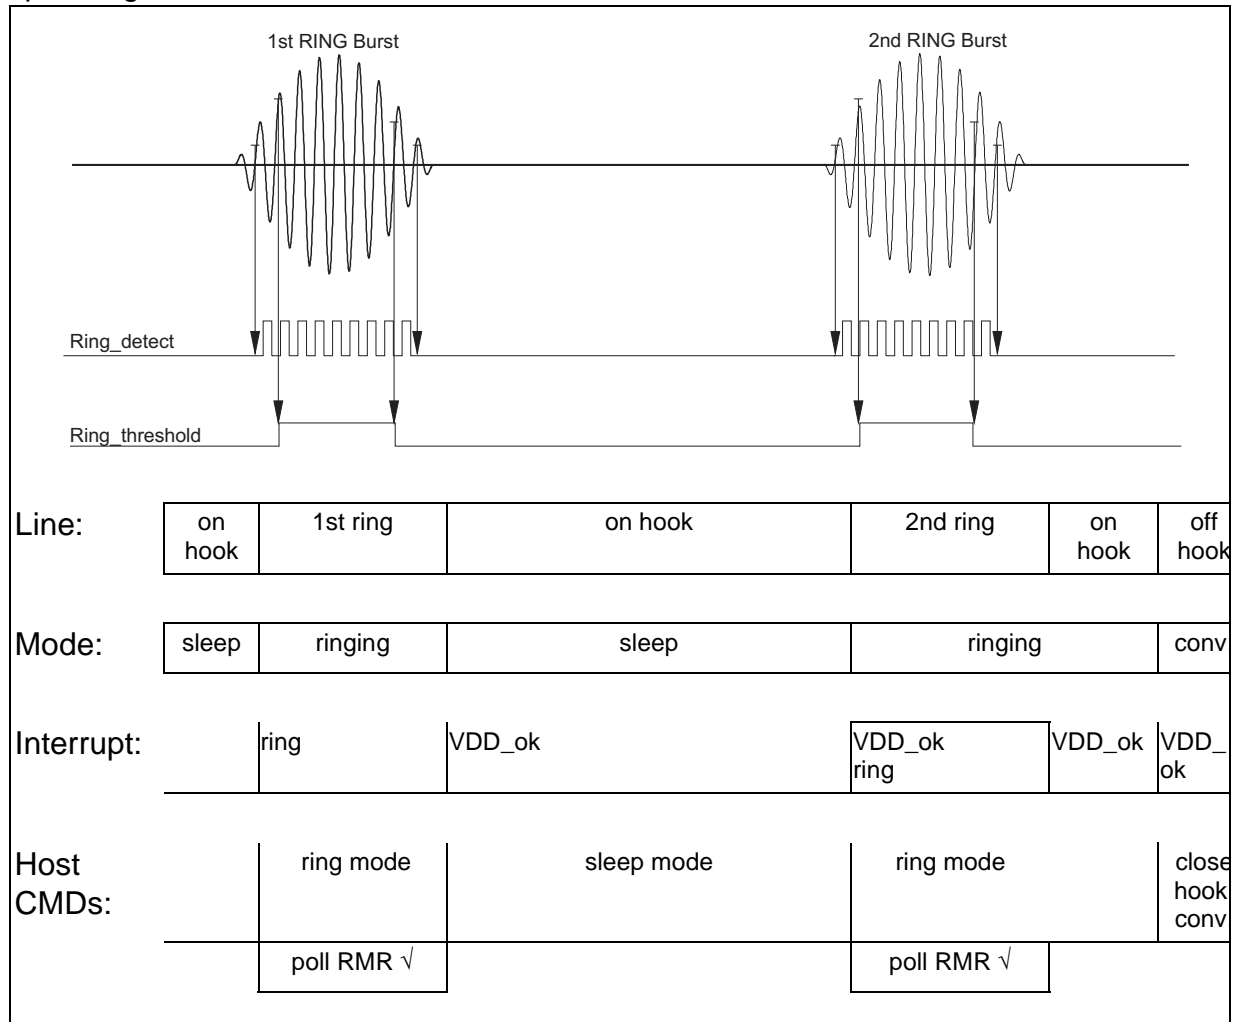 1st RING Burst 2nd RING Burst
Ring_detect
Ring_threshold
Line: on hook 1st ring on hook 2nd ring on hook off hook
Mode: sleep ringing sleep ringing conv
Interrupt: ring VDD_ok VDD_ok ring VDD_ok VDD_ok
Host CMDs: ring mode sleep mode ring mode close hook conv
poll RMR √ poll RMR √